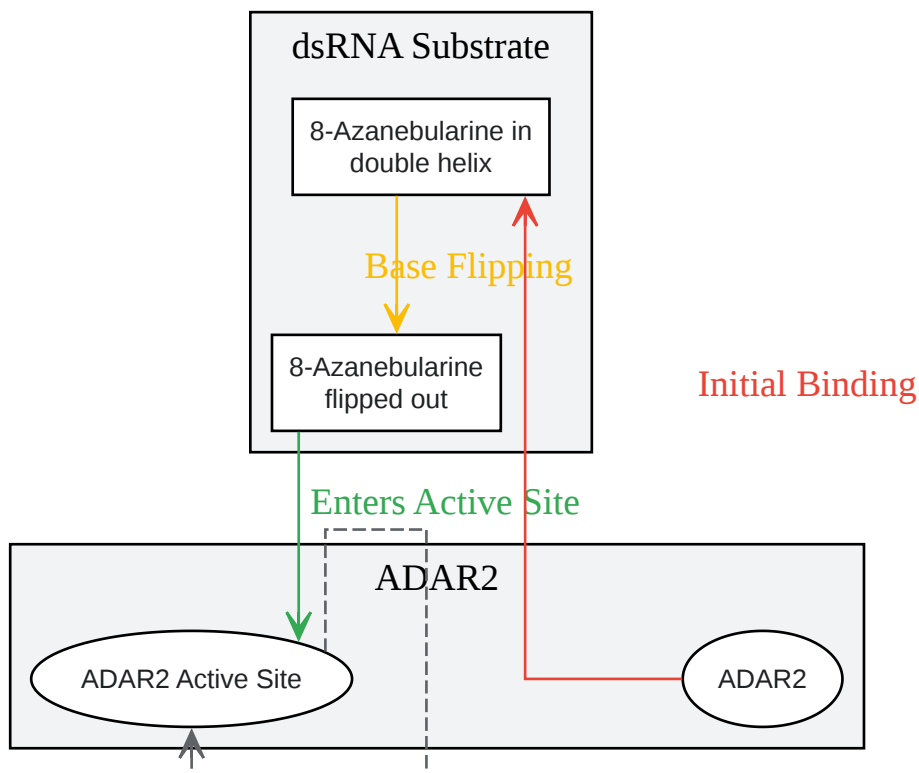 dsRNA Substrate
8-Azanebularine in
double helix
Base Flipping
8-Azanebularine
flipped out
Initial Binding
Enters Active Site
ADAR2
ADAR2 Active Site
ADAR2